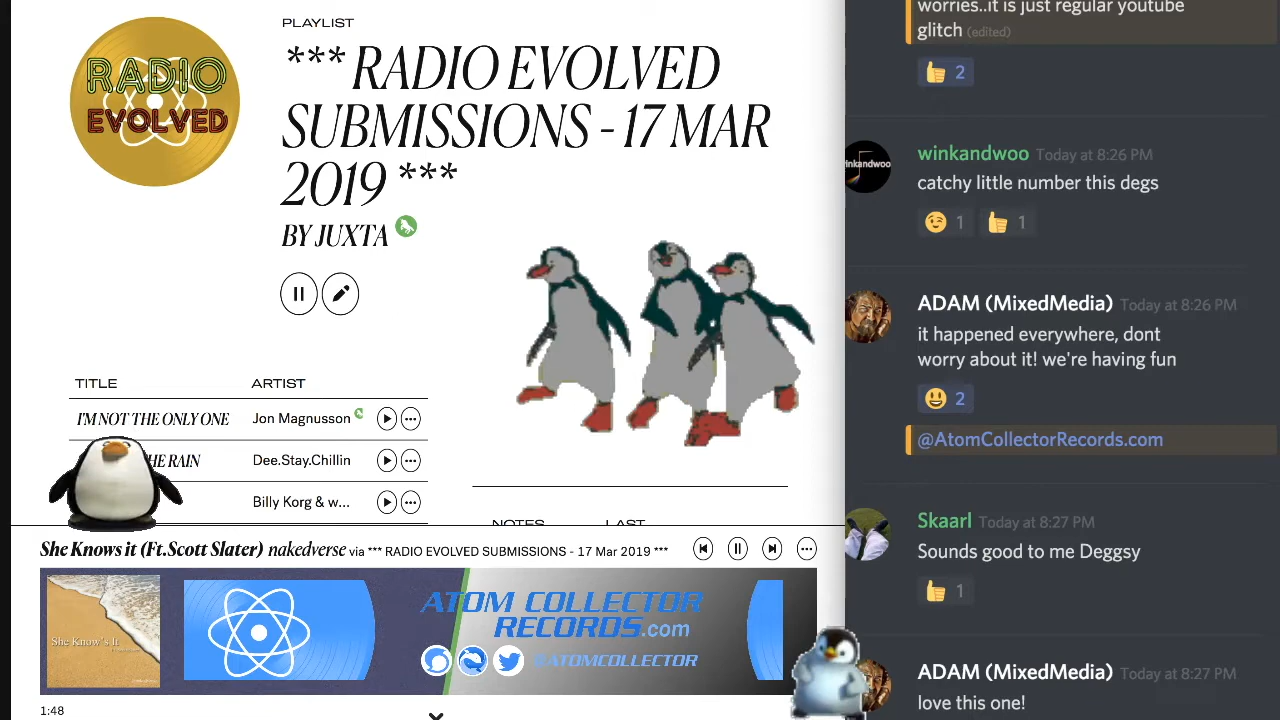 RADIO
EVOLVED
PLAYLIST
*** RADIO EVOLVED
SUBMISSIONS - 17 MAR
2019 ***
BY JUXTA
TITLE ARTIST
I'M NOT THE ONLY ONE Jon Magnusson
HE RAIN Dee.Stay.Chillin
Billy Korg & w...
NOTES LAST
She Knows it (Ft.Scott Slater) nakedverse via *** RADIO EVOLVED SUBMISSIONS - 17 Mar 2019 ***
She Know's It
ATOM COLLECTOR
RECORDS.com
@ATOMCOLLECTOR
1:48
worries..it is just regular youtube
glitch (edited)
2
winkandwoo Today at 8:26 PM
inkandwoo
catchy little number this degs
1 1
ADAM (MixedMedia) Today at 8:26 PM
it happened everywhere, dont
worry about it! we're having fun
2
@AtomCollectorRecords.com
Skaarl Today at 8:27 PM
Sounds good to me Deggsy
1
ADAM (MixedMedia) Today at 8:27 PM
love this one!